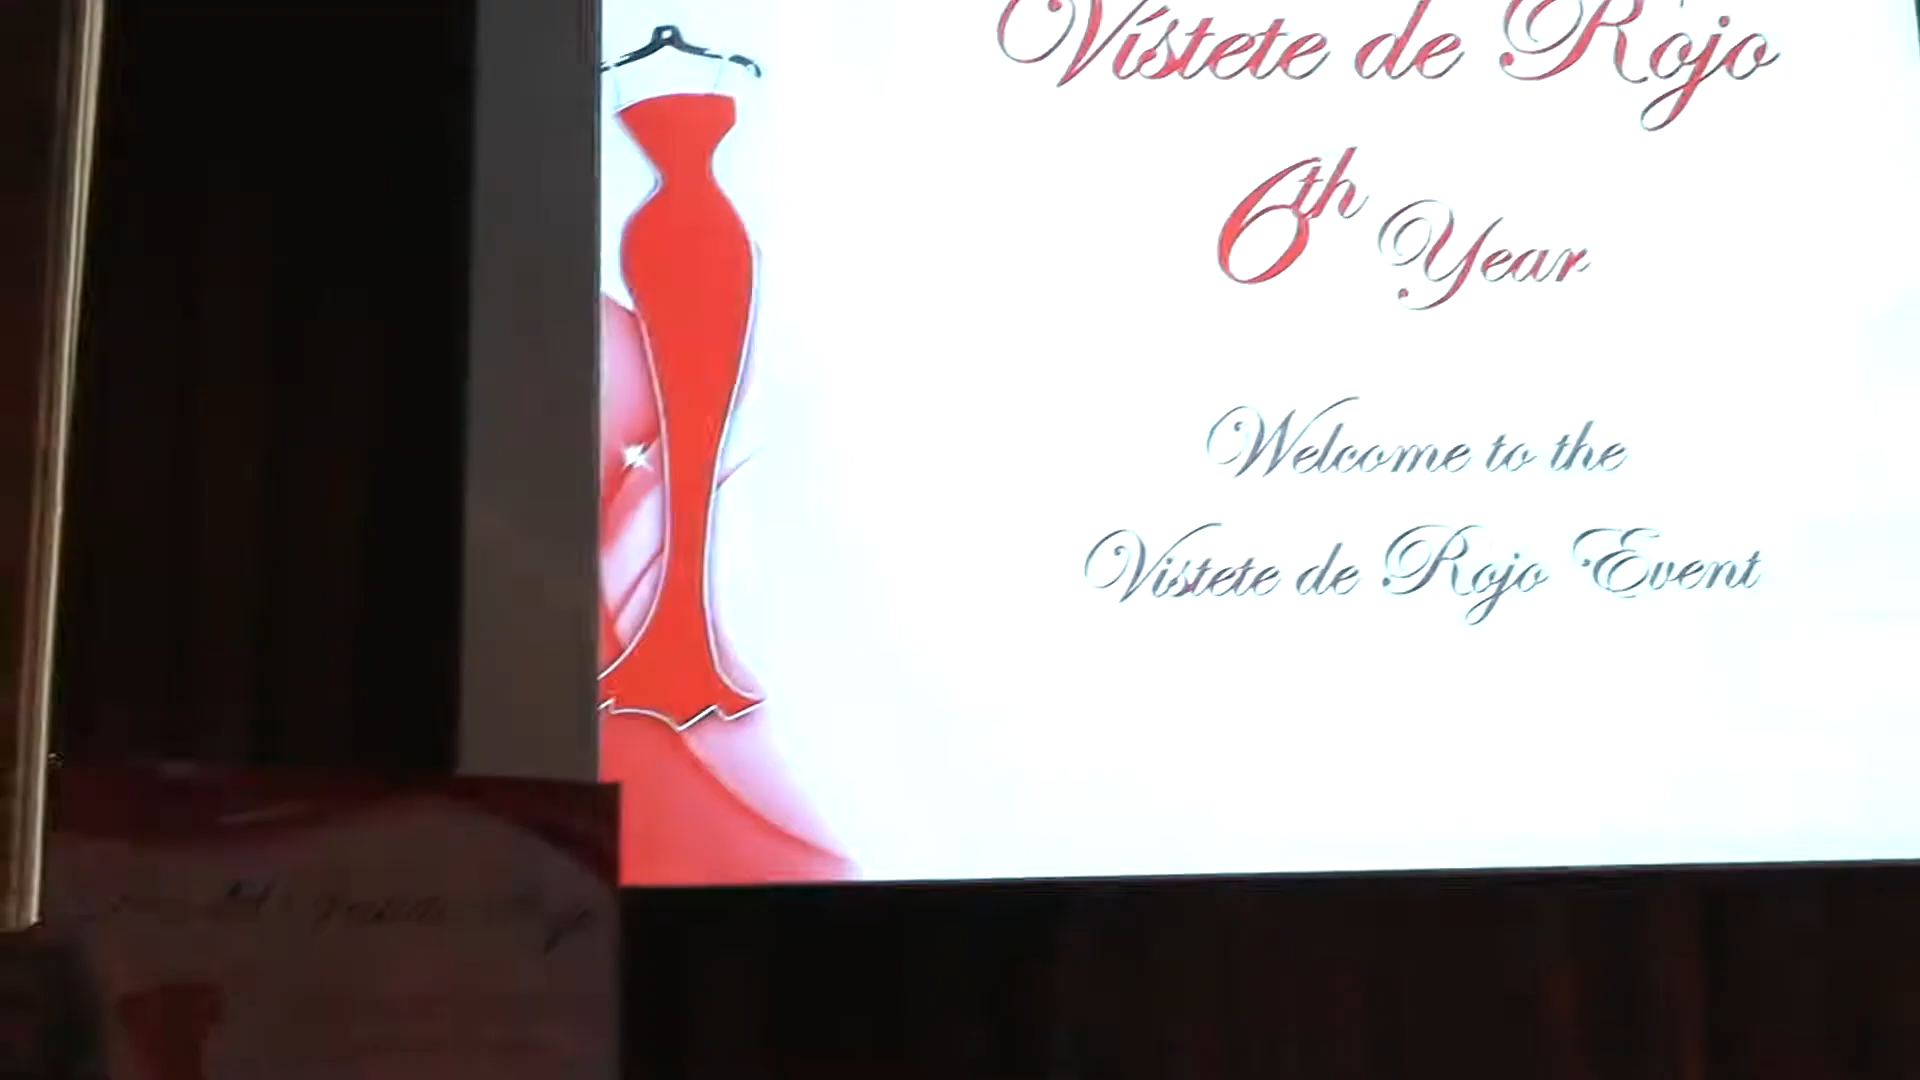 Vístete de Rojo
6th Year
Welcome to the
Vistete de Rojo Event